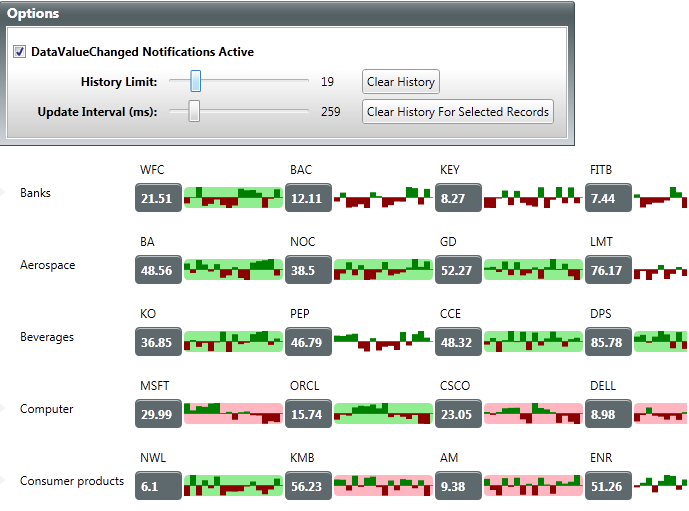 Options
DataValueChanged Notifications Active
History Limit: 19 Clear History
Update Interval (ms): 259 Clear History For Selected Records
WFC BAC KEY FITB
Banks 21.51 12.11 8.27 7.44
BA NOC GD LMT
Aerospace 48.56 38.5 52.27 76.17
KO PEP CCE DPS
Beverages 36.85 46.79 48.32 85.78
MSFT ORCL CSCO DELL
Computer 29.99 15.74 23.05 8.98
NWL KMB AM ENR
Consumer products 6.1 56.23 9.38 51.26